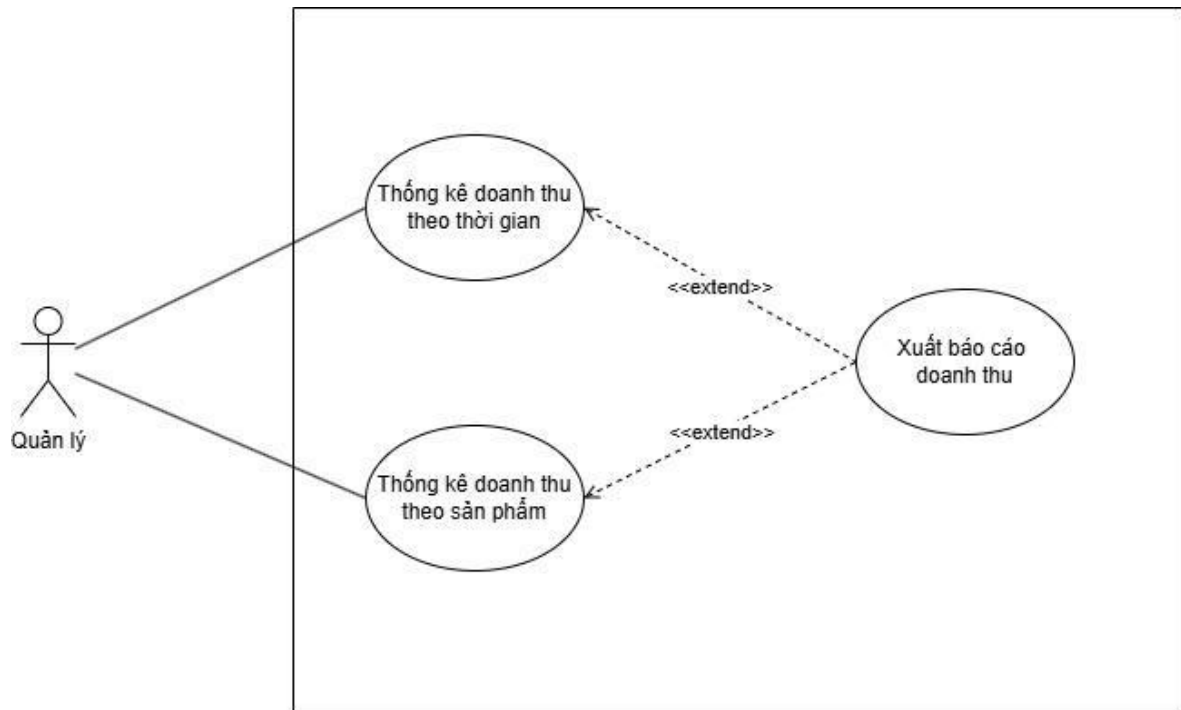 Thống kê doanh thu
theo thời gian
<<extend>>
Xuất báo cáo
doanh thu
Quản lý
<<extend>>
Thống kê doanh thu
theo sản phẩm